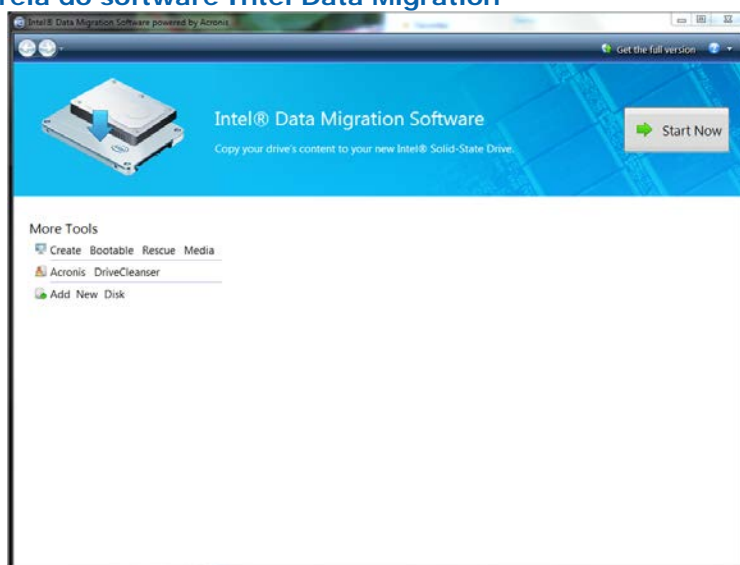 Tela do software Intel Data Migration
Intel® Data Migration Software powered by Acronis
Get the full version
Intel® Data Migration Software
Copy your drive's content to your new Intel® Solid-State Drive.
Start Now
More Tools
Create Bootable Rescue Media
Acronis DriveCleanser
Add New Disk